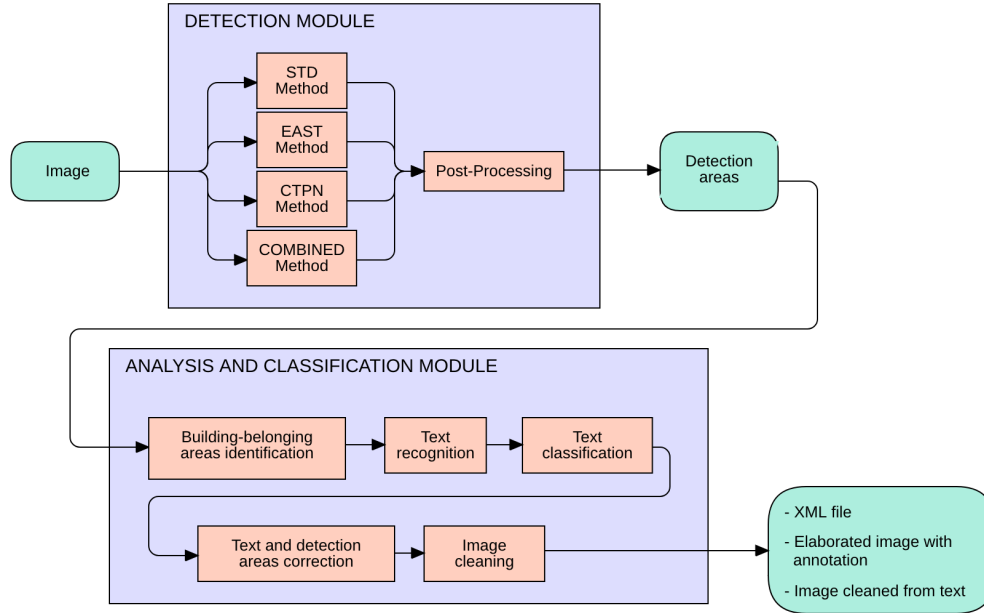 DETECTION MODULE
STD
Method
EAST
Method
CTPN
Method
COMBINED
Method
Image
Post-Processing
Detection
areas
ANALYSIS AND CLASSIFICATION MODULE
Building-belonging
areas identification
Text
recognition
Text
classification
Text and detection
areas correction
Image
cleaning
- XML file
- Elaborated image with
annotation
- Image cleaned from text